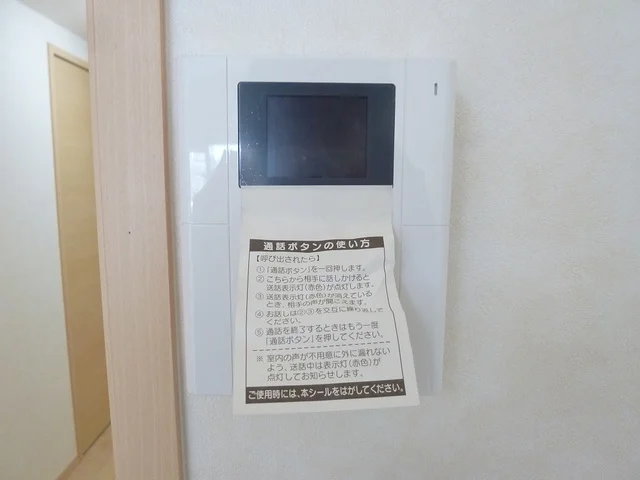 通話ボタンの使い方
【呼び出されたら】
①「通話ボタン」を一回押します。
②こちらから相手に話しかけると
送話表示灯(赤色)が点灯します。
③送話表示灯(赤色)が消えている
とき、相手の声が聞こえます。
④お話しは②③を交互に繰り返して
ください。
⑤通話を終了するときはもう一度
「通話ボタン」を押してください。
※室内の声が不用意に外に漏れない
よう、送話中は表示灯(赤色)が
点灯してお知らせします。
ご使用時には、本シールをはがしてください。